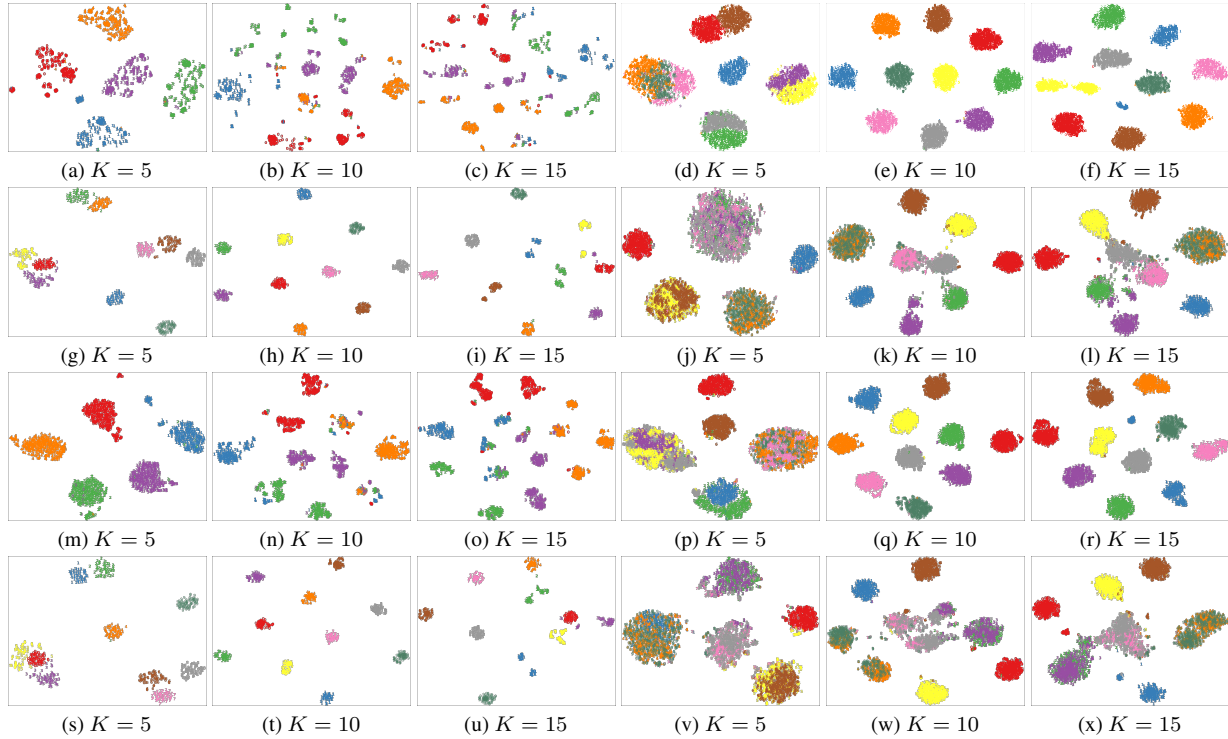 (a) K = 5 (b) K = 10 (c) K = 15 (d) K = 5 (e) K = 10 (f) K = 15
(g) K = 5 (h) K = 10 (i) K = 15 (j) K = 5 (k) K = 10 (l) K = 15
(m) K = 5 (n) K = 10 (o) K = 15 (p) K = 5 (q) K = 10 (r) K = 15
(s) K = 5 (t) K = 10 (u) K = 15 (v) K = 5 (w) K = 10 (x) K = 15